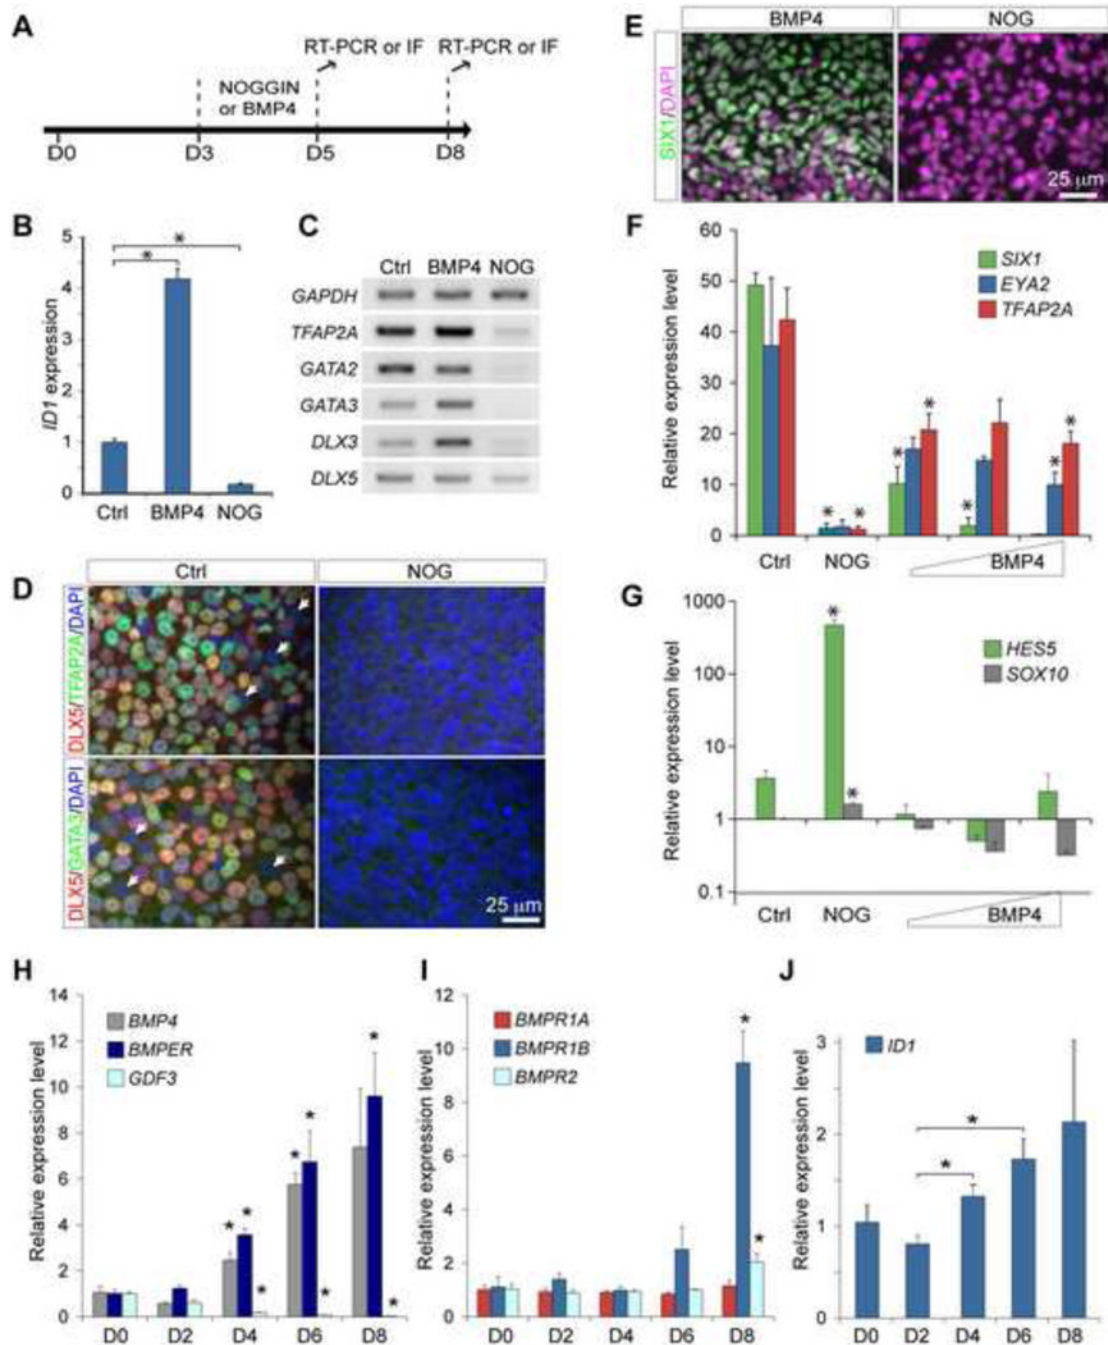 A
RT-PCR or IF RT-PCR or IF
NOGGIN
or BMP4
D0 D3 D5 D8
B
ID1 expression
5
4
3
2
1
0
* *
Ctrl BMP4 NOG
C
Ctrl BMP4 NOG
GAPDH
TFAP2A
GATA2
GATA3
DLX3
DLX5
D
Ctrl NOG
DLX5/TFAP2A/DAPI
DLX5/GATA3/DAPI
25 μm
E
BMP4 NOG
SIX1/DAPI
25 μm
F
Relative expression level
60
50
40
30
20
10
0
SIX1
EYA2
TFAP2A
* * * * * * *
Ctrl NOG BMP4
G
Relative expression level
1000
100
10
1
0.1
HES5
SOX10
* *
Ctrl NOG BMP4
H
Relative expression level
14
12
10
8
6
4
2
0
BMP4
BMPER
GDF3
* * * * * * * *
D0 D2 D4 D6 D8
I
Relative expression level
12
10
8
6
4
2
0
BMPR1A
BMPR1B
BMPR2
* *
D0 D2 D4 D6 D8
J
Relative expression level
3
2
1
0
ID1
* *
D0 D2 D4 D6 D8